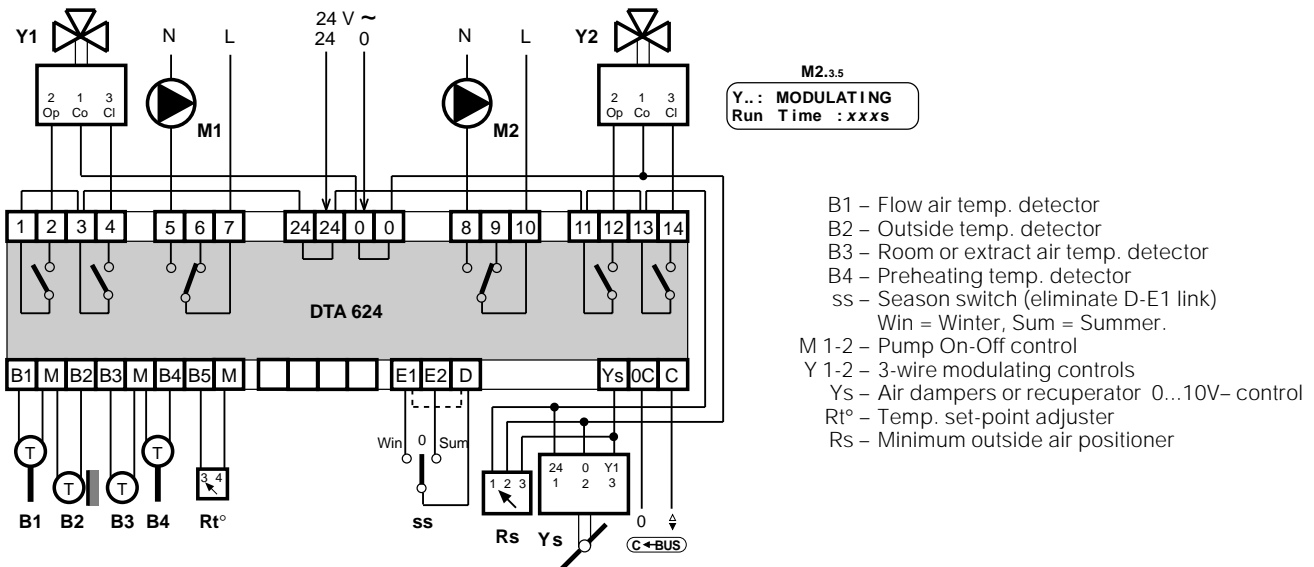 24 V ~
Y1 N L 24 0 N L Y2
M2.3.5
2 1 3
Op Co Cl
2 1 3
Op Co Cl
Y..: MODULATING
Run Time : xxxs
M1
M2
1 2 3 4 5 6 7 24 24 0 0 8 9 10 11 12 13 14
DTA 624
B1 M B2 B3 M B4 B5 M E1 E2 D Ys 0C C
Win 0 Sum
T T T T
3 4
24 0 Y1
1 2 3
1 2 3
B1 B2 B3 B4 Rt° ss Rs Ys 0
C BUS
B1 – Flow air temp. detector
B2 – Outside temp. detector
B3 – Room or extract air temp. detector
B4 – Preheating temp. detector
ss – Season switch (eliminate D-E1 link)
Win = Winter, Sum = Summer.
M 1-2 – Pump On-Off control
Y 1-2 – 3-wire modulating controls
Ys – Air dampers or recuperator 0...10V– control
Rt° – Temp. set-point adjuster
Rs – Minimum outside air positioner